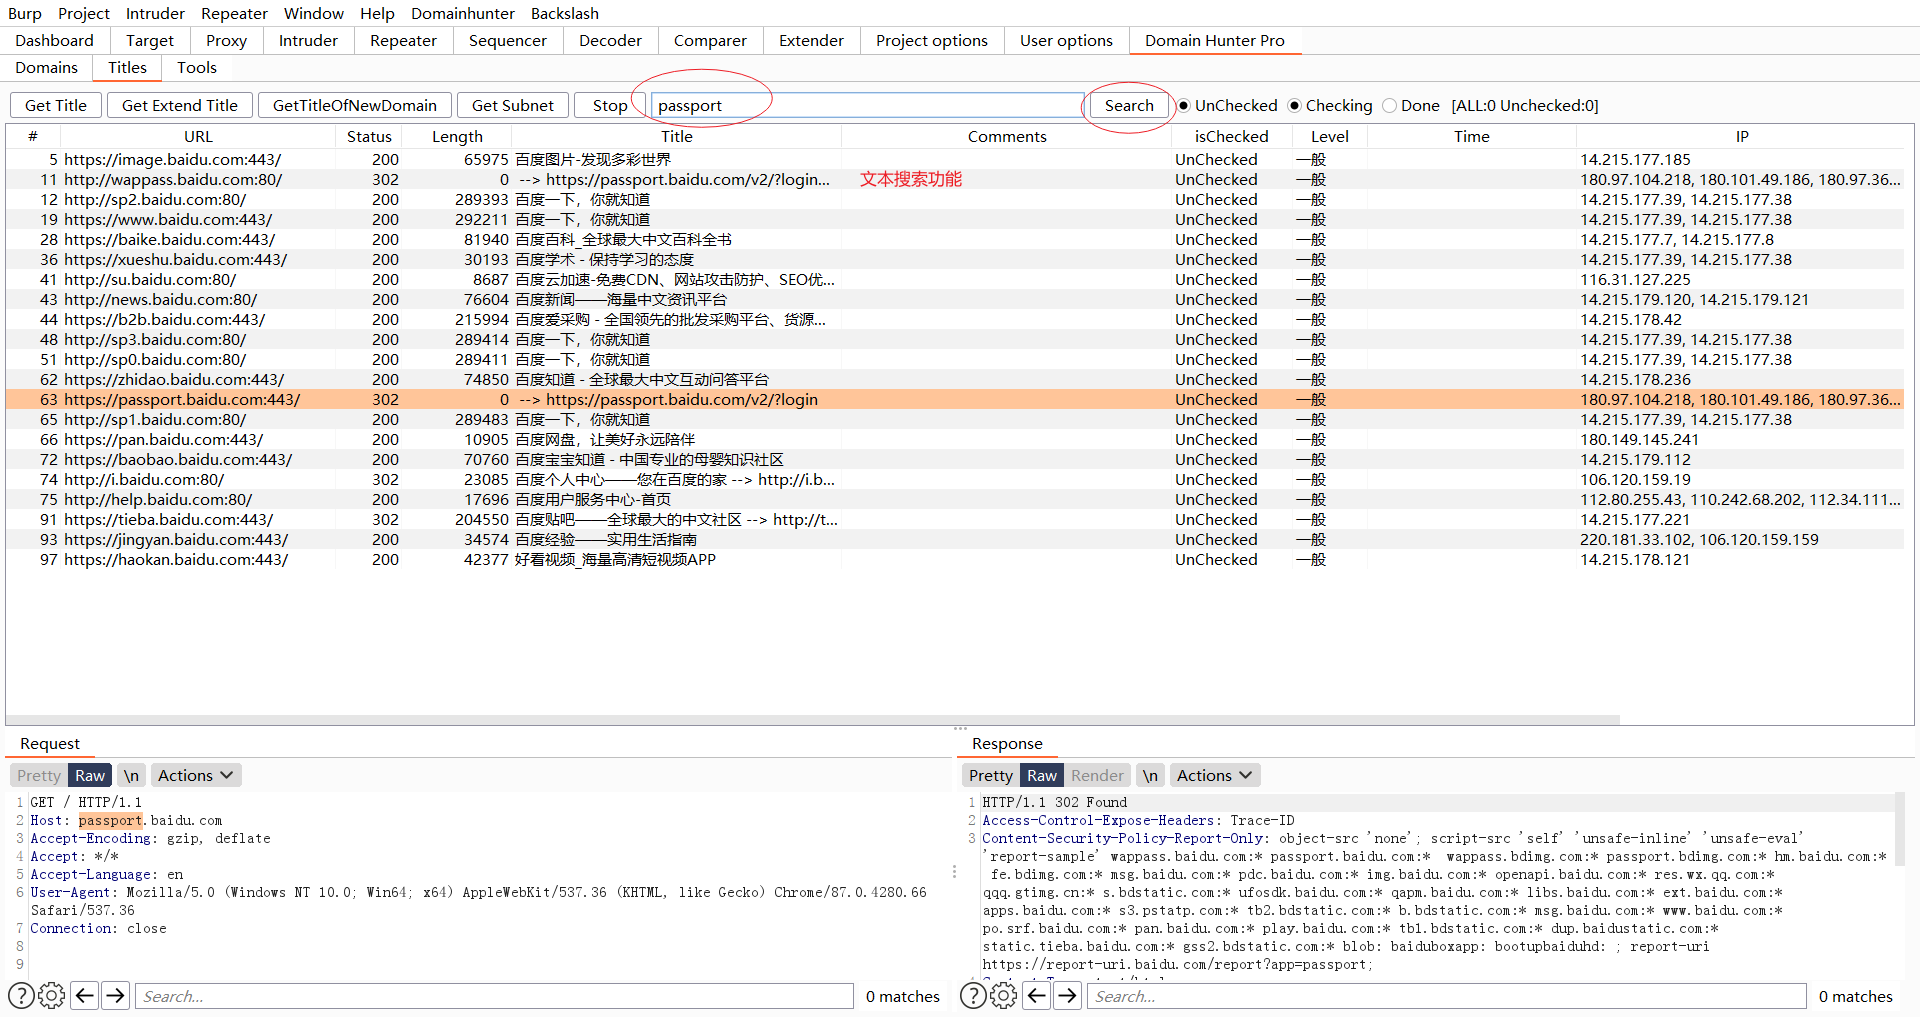 Burp Project Intruder Repeater Window Help Domainhunter Backslash
Dashboard Target Proxy Intruder Repeater Sequencer Decoder Comparer Extender Project options User options Domain Hunter Pro
Domains Titles Tools
Get Title Get Extend Title GetTitleOfNewDomain Get Subnet Stop passport Search UnChecked Checking Done [ALL:0 Unchecked:0]
# URL Status Length Title Comments isChecked Level Time IP
5 https://image.baidu.com:443/ 200 65975 百度图片-发现多彩世界 UnChecked 一般 14.215.177.185
11 http://wappass.baidu.com:80/ 302 0 --> https://passport.baidu.com/v2/?login... 文本搜索功能 UnChecked 一般 180.97.104.218, 180.101.49.186, 180.97.36...
12 http://sp2.baidu.com:80/ 200 289393 百度一下，你就知道 UnChecked 一般 14.215.177.39, 14.215.177.38
19 https://www.baidu.com:443/ 200 292211 百度一下，你就知道 UnChecked 一般 14.215.177.39, 14.215.177.38
28 https://baike.baidu.com:443/ 200 81940 百度百科_全球最大中文百科全书 UnChecked 一般 14.215.177.7, 14.215.177.8
36 https://xueshu.baidu.com:443/ 200 30193 百度学术 - 保持学习的态度 UnChecked 一般 14.215.177.39, 14.215.177.38
41 http://su.baidu.com:80/ 200 8687 百度云加速-免费CDN、网站攻击防护、SEO优... UnChecked 一般 116.31.127.225
43 http://news.baidu.com:80/ 200 76604 百度新闻——海量中文资讯平台 UnChecked 一般 14.215.179.120, 14.215.179.121
44 https://b2b.baidu.com:443/ 200 215994 百度爱采购 - 全国领先的批发采购平台、货源... UnChecked 一般 14.215.178.42
48 http://sp3.baidu.com:80/ 200 289414 百度一下，你就知道 UnChecked 一般 14.215.177.39, 14.215.177.38
51 http://sp0.baidu.com:80/ 200 289411 百度一下，你就知道 UnChecked 一般 14.215.177.39, 14.215.177.38
62 https://zhidao.baidu.com:443/ 200 74850 百度知道 - 全球最大中文互动问答平台 UnChecked 一般 14.215.178.236
63 https://passport.baidu.com:443/ 302 0 --> https://passport.baidu.com/v2/?login UnChecked 一般 180.97.104.218, 180.101.49.186, 180.97.36...
65 http://sp1.baidu.com:80/ 200 289483 百度一下，你就知道 UnChecked 一般 14.215.177.39, 14.215.177.38
66 https://pan.baidu.com:443/ 200 10905 百度网盘，让美好永远陪伴 UnChecked 一般 180.149.145.241
72 https://baobao.baidu.com:443/ 200 70760 百度宝宝知道 - 中国专业的母婴知识社区 UnChecked 一般 14.215.179.112
74 http://i.baidu.com:80/ 302 23085 百度个人中心——您在百度的家 --> http://i.b... UnChecked 一般 106.120.159.19
75 http://help.baidu.com:80/ 200 17696 百度用户服务中心-首页 UnChecked 一般 112.80.255.43, 110.242.68.202, 112.34.111...
91 https://tieba.baidu.com:443/ 302 204550 百度贴吧——全球最大的中文社区 --> http://t... UnChecked 一般 14.215.177.221
93 https://jingyan.baidu.com:443/ 200 34574 百度经验——实用生活指南 UnChecked 一般 220.181.33.102, 106.120.159.159
97 https://haokan.baidu.com:443/ 200 42377 好看视频_海量高清短视频APP UnChecked 一般 14.215.178.121
Request
Pretty Raw \n Actions
1 GET / HTTP/1.1
2 Host: passport.baidu.com
3 Accept-Encoding: gzip, deflate
4 Accept: */*
5 Accept-Language: en
6 User-Agent: Mozilla/5.0 (Windows NT 10.0; Win64; x64) AppleWebKit/537.36 (KHTML, like Gecko) Chrome/87.0.4280.66
Safari/537.36
7 Connection: close
8
9
Search... 0 matches
Response
Pretty Raw Render \n Actions
1 HTTP/1.1 302 Found
2 Access-Control-Expose-Headers: Trace-ID
3 Content-Security-Policy-Report-Only: object-src 'none'; script-src 'self' 'unsafe-inline' 'unsafe-eval'
'report-sample' wappass.baidu.com:* passport.baidu.com:* wappass.bdimg.com:* passport.bdimg.com:* hm.baidu.com:*
fe.bdimg.com:* msg.baidu.com:* pdc.baidu.com:* img.baidu.com:* openapi.baidu.com:* res.wx.qq.com:*
qqq.gtimg.cn:* s.bdstatic.com:* ufosdk.baidu.com:* qapm.baidu.com:* libs.baidu.com:* ext.baidu.com:*
apps.baidu.com:* s3.pstatp.com:* tb2.bdstatic.com:* b.bdstatic.com:* msg.baidu.com:* www.baidu.com:*
po.srf.baidu.com:* pan.baidu.com:* play.baidu.com:* tb1.bdstatic.com:* dup.baidustatic.com:*
static.tieba.baidu.com:* gss2.bdstatic.com:* blob: baiduboxapp: bootupbaiduhd: ; report-uri
https://report-uri.baidu.com/report?app=passport;
Search... 0 matches